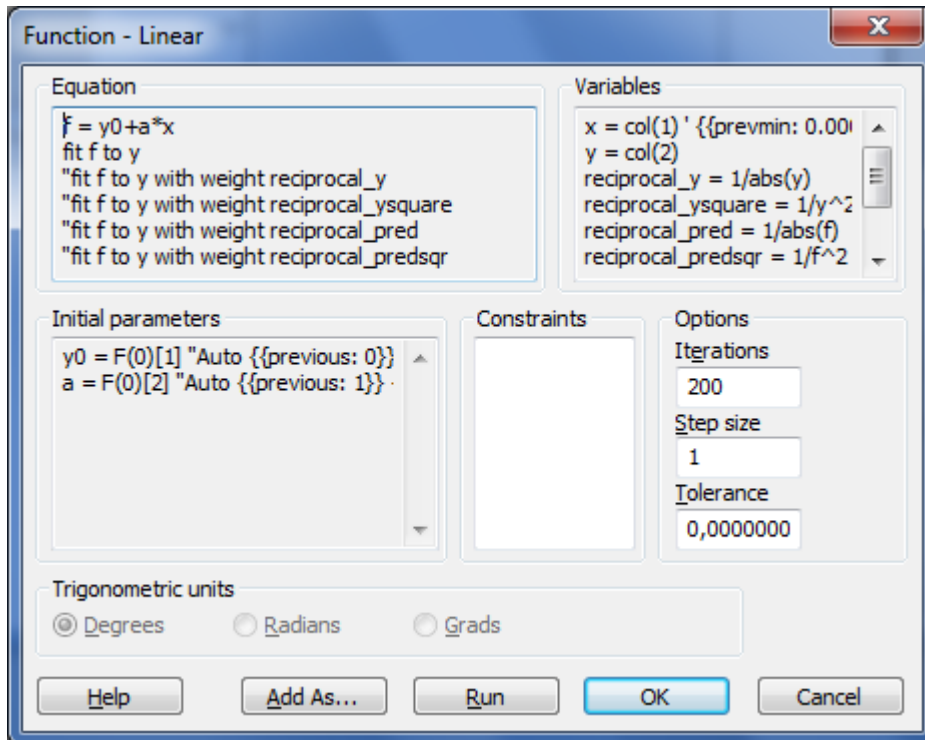 Function - Linear
Equation
f = y0+a*x
fit f to y
"fit f to y with weight reciprocal_y
"fit f to y with weight reciprocal_ysquare
"fit f to y with weight reciprocal_pred
"fit f to y with weight reciprocal_predsqr
Variables
x = col(1) ' {{prevmin: 0.00
y = col(2)
reciprocal_y = 1/abs(y)
reciprocal_ysquare = 1/y^2
reciprocal_pred = 1/abs(f)
reciprocal_predsqr = 1/f^2
Initial parameters
y0 = F(0)[1] "Auto {{previous: 0}}
a = F(0)[2] "Auto {{previous: 1}}
Constraints
Options
Iterations
200
Step size
1
Tolerance
0,0000000
Trigonometric units
Degrees Radians Grads
Help Add As... Run OK Cancel